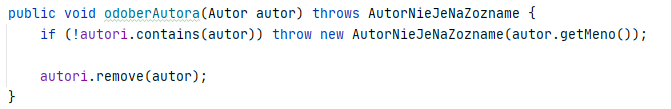 public void odoberAutora(Autor autor) throws AutorNieJeNaZozname {
if (!autori.contains(autor)) throw new AutorNieJeNaZozname(autor.getMeno());
autori.remove(autor);
}